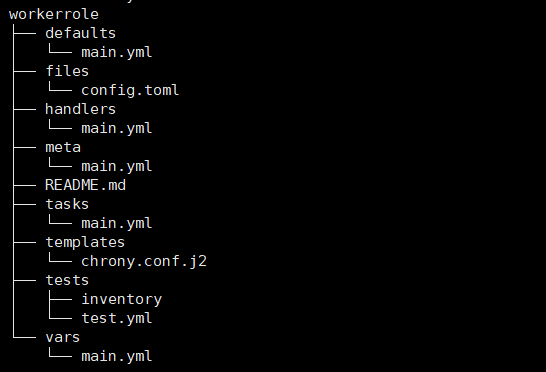 workerrole
├── defaults
│   └── main.yml
├── files
│   └── config.toml
├── handlers
│   └── main.yml
├── meta
│   └── main.yml
├── README.md
├── tasks
│   └── main.yml
├── templates
│   └── chrony.conf.j2
├── tests
│   ├── inventory
│   └── test.yml
└── vars
    └── main.yml